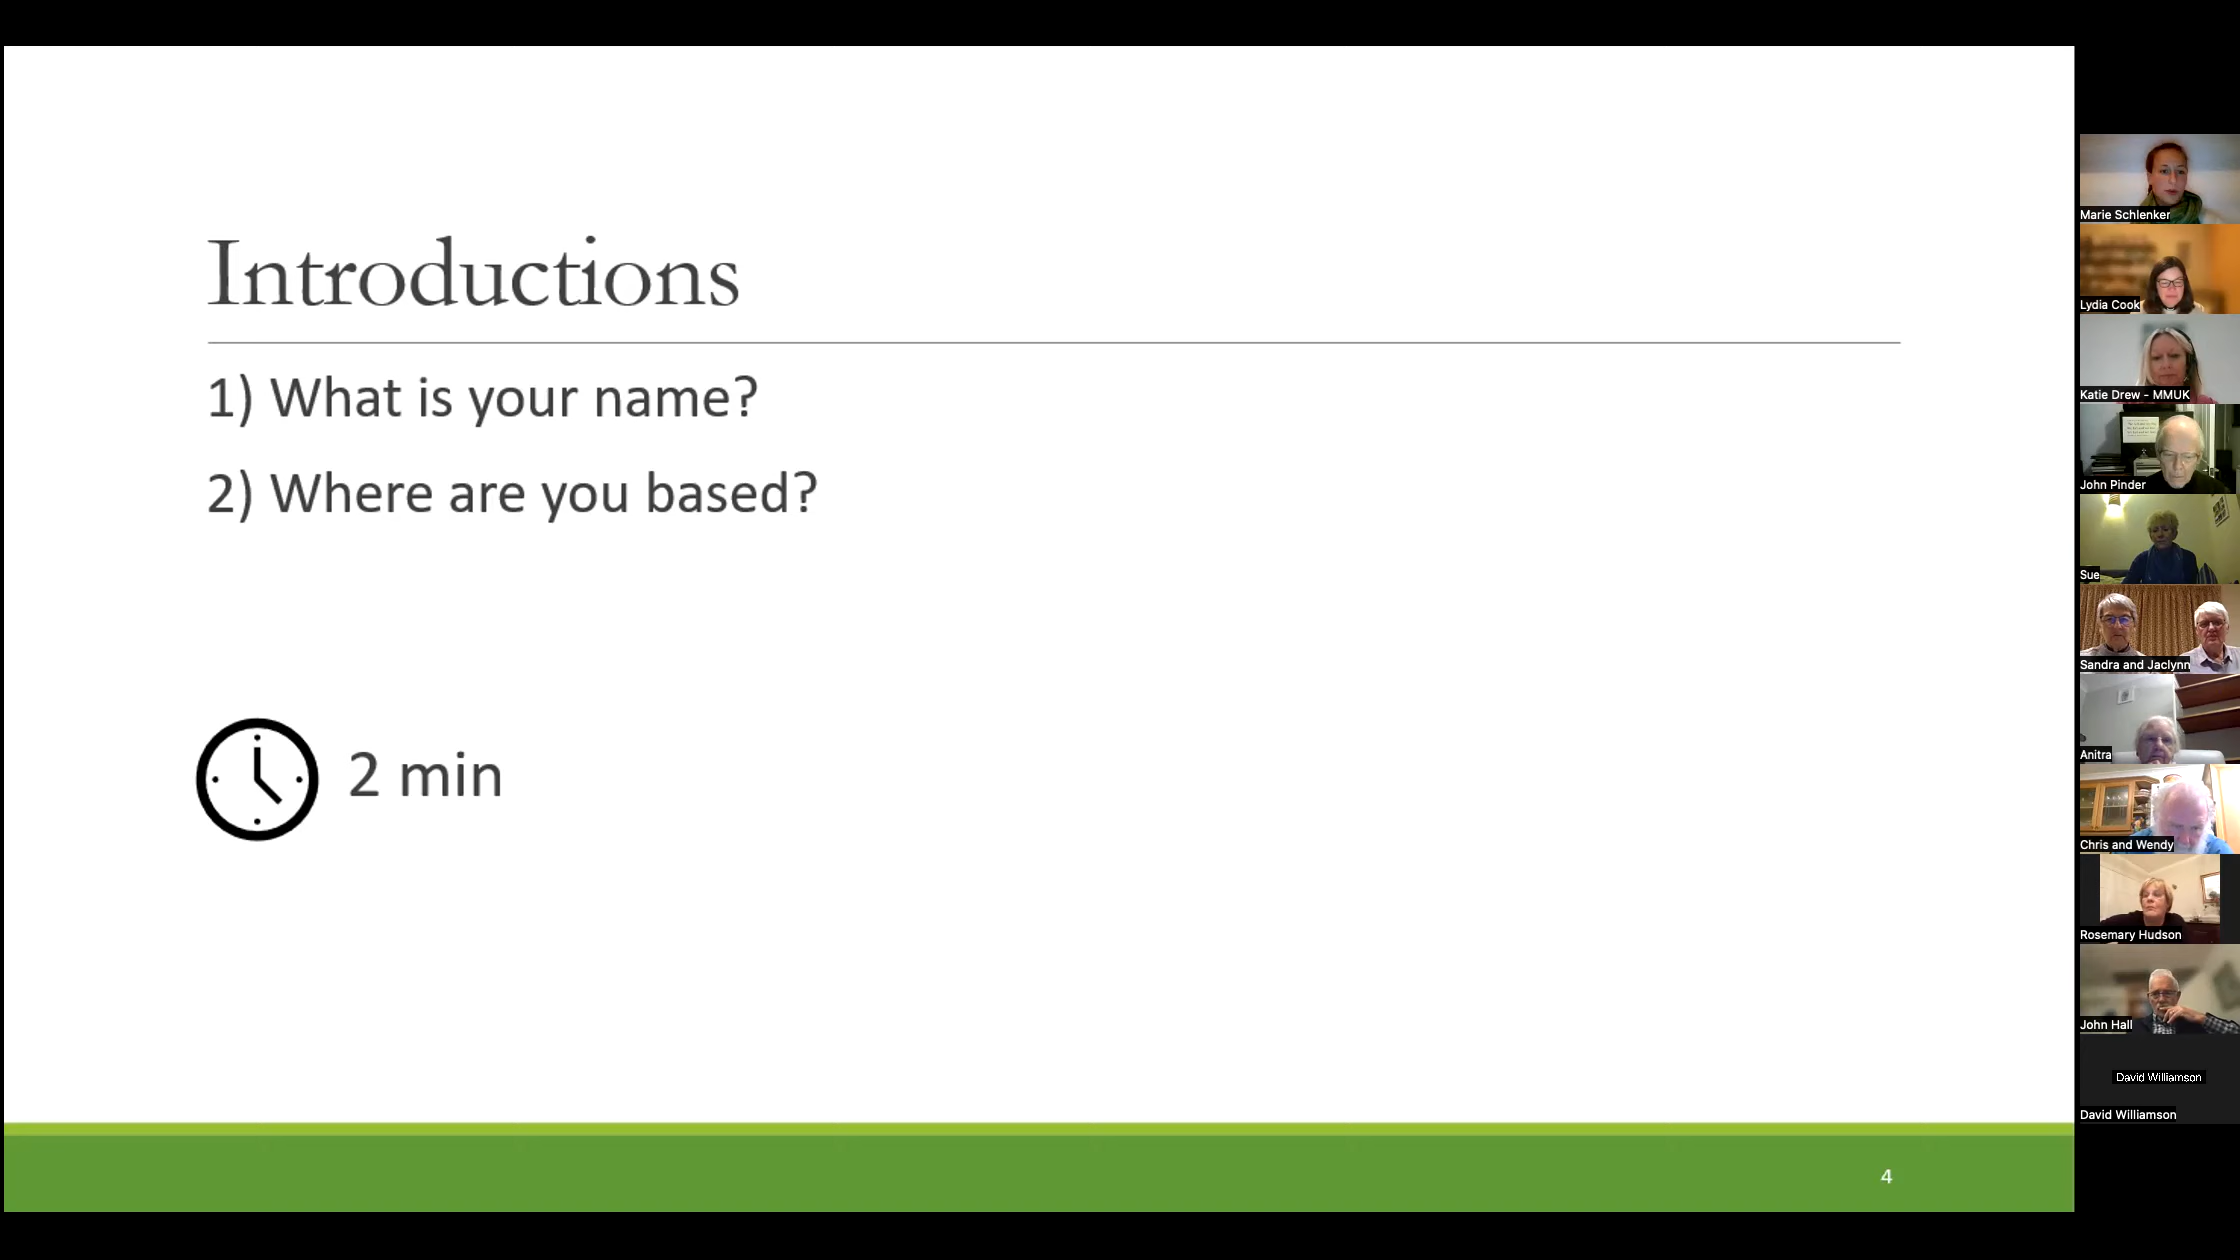 Introductions
1) What is your name?
2) Where are you based?
2 min
4
Marie Schlenker
Lydia Cook
Katie Drew - MMUK
John Pinder
Sue
Sandra and Jaclynn
Anitra
Chris and Wendy
Rosemary Hudson
John Hall
David Williamson
David Williamson